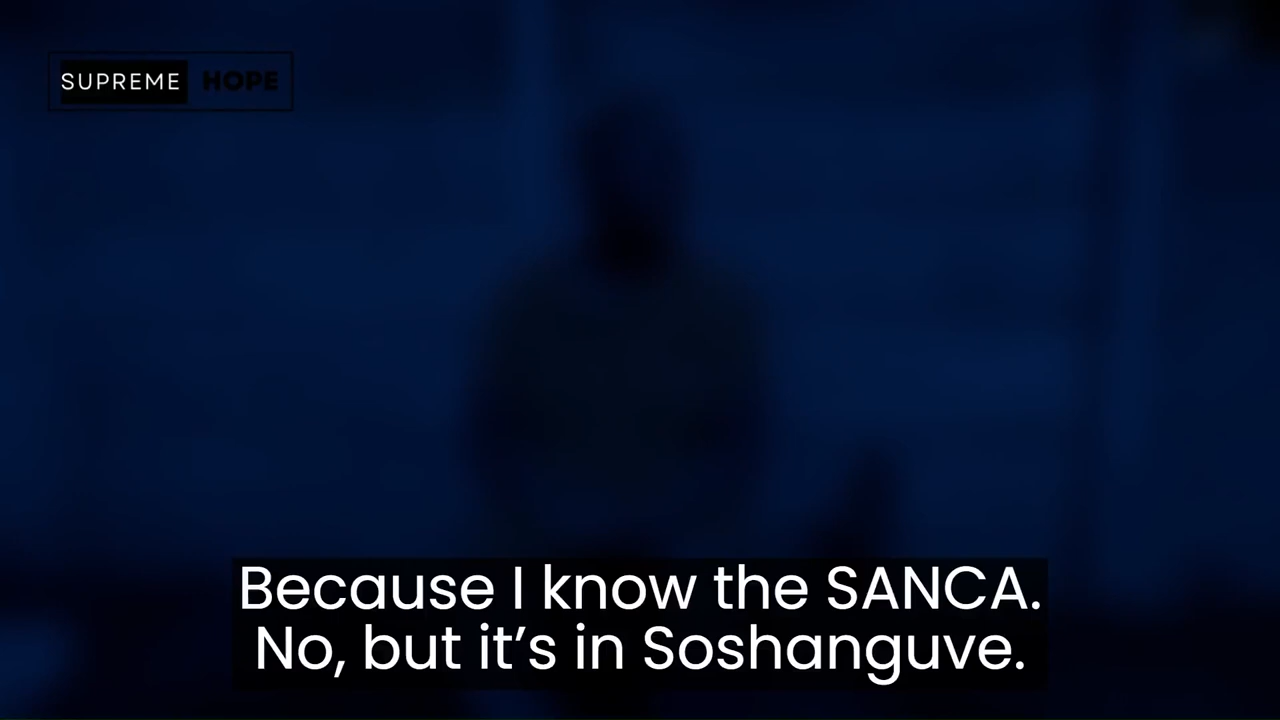 SUPREME HOPE
Because I know the SANCA.
No, but it’s in Soshanguve.